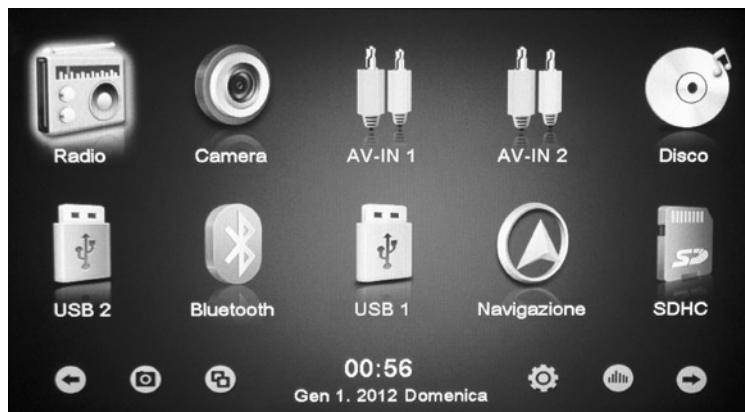 Radio Camera AV-IN 1 AV-IN 2 Disco
USB 2 Bluetooth USB 1 Navigazione SDHC
00:56
Gen 1. 2012 Domenica